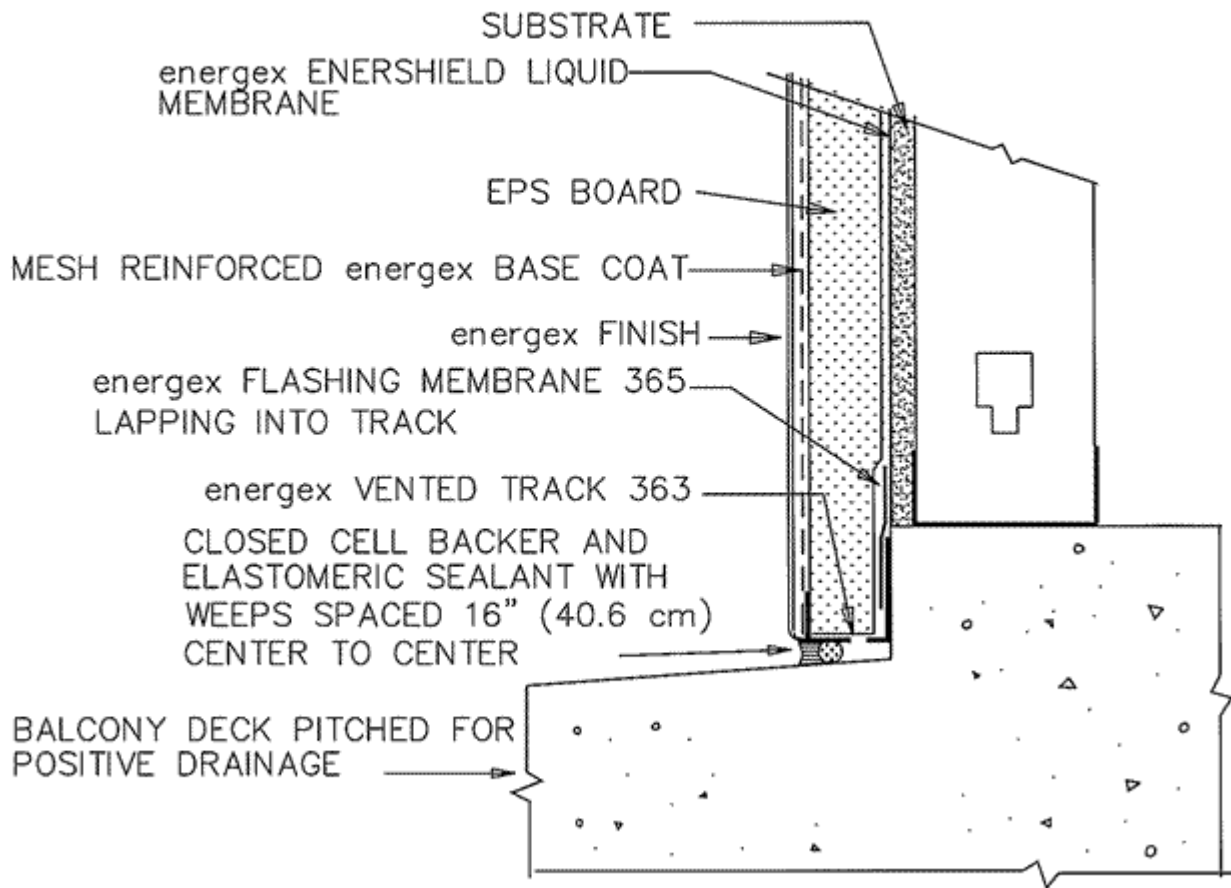 SUBSTRATE
energex ENERSHIELD LIQUID
MEMBRANE
EPS BOARD
MESH REINFORCED energex BASE COAT
energex FINISH
energex FLASHING MEMBRANE 365
LAPPING INTO TRACK
energex VENTED TRACK 363
CLOSED CELL BACKER AND
ELASTOMERIC SEALANT WITH
WEEPS SPACED 16" (40.6 cm)
CENTER TO CENTER
BALCONY DECK PITCHED FOR
POSITIVE DRAINAGE